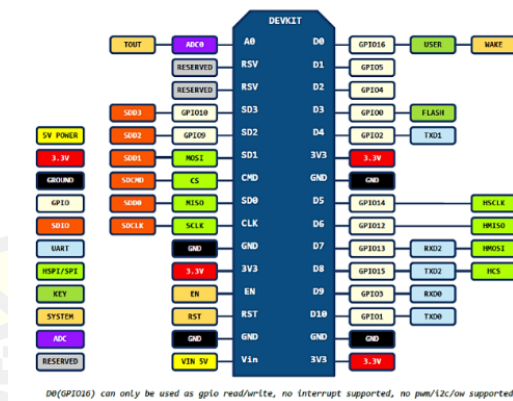 DEVKIT
TOUT ADC0 A0 D0 GPIO16 USER WAKE
RESERVED RSV D1 GPIO5
RESERVED RSV D2 GPIO4
SDD3 GPIO10 SD3 D3 GPIO0 FLASH
5V POWER SDD2 GPIO9 SD2 D4 GPIO2 TXD1
3.3V SDD1 MOSI SD1 3V3 3.3V
GROUND SDCMD CS CMD GND GND
GPIO SDD0 MISO SD0 D5 GPIO14 HSCLK
SDIO SDCLK SCLK CLK D6 GPIO12 HMISO
UART GND GND D7 GPIO13 RXD2 HMOSI
HSPI/SPI 3.3V 3V3 D8 GPIO15 TXD2 HCS
KEY EN EN D9 GPIO3 RXD0
SYSTEM RST RST D10 GPIO1 TXD0
ADC GND GND GND GND
RESERVED VIN 5V Vin 3V3 3.3V
D0(GPIO16) can only be used as gpio read/write, no interrupt supported, no pwm/i2c/ow supported